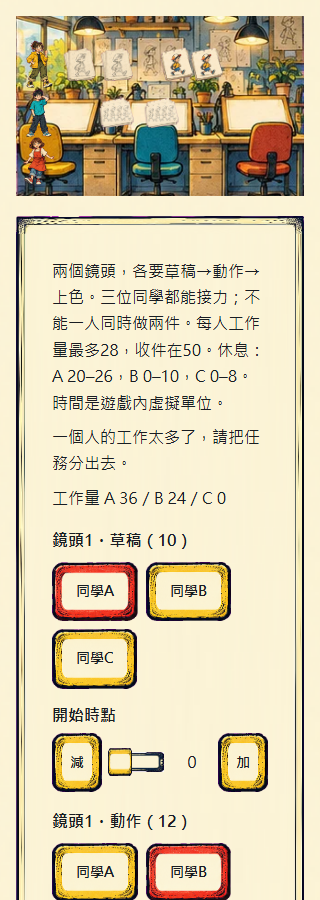 兩個鏡頭，各要草稿→動作→
上色。三位同學都能接力；不
能一人同時做兩件。每人工作
量最多28，收件在50。休息：
A 20–26，B 0–10，C 0–8。
時間是遊戲內虛擬單位。
一個人的工作太多了，請把任
務分出去。
工作量 A 36 / B 24 / C 0
鏡頭1・草稿 ( 10 )
同學A
同學B
同學C
開始時點
減
0
加
鏡頭1・動作 ( 12 )
同學A
同學B